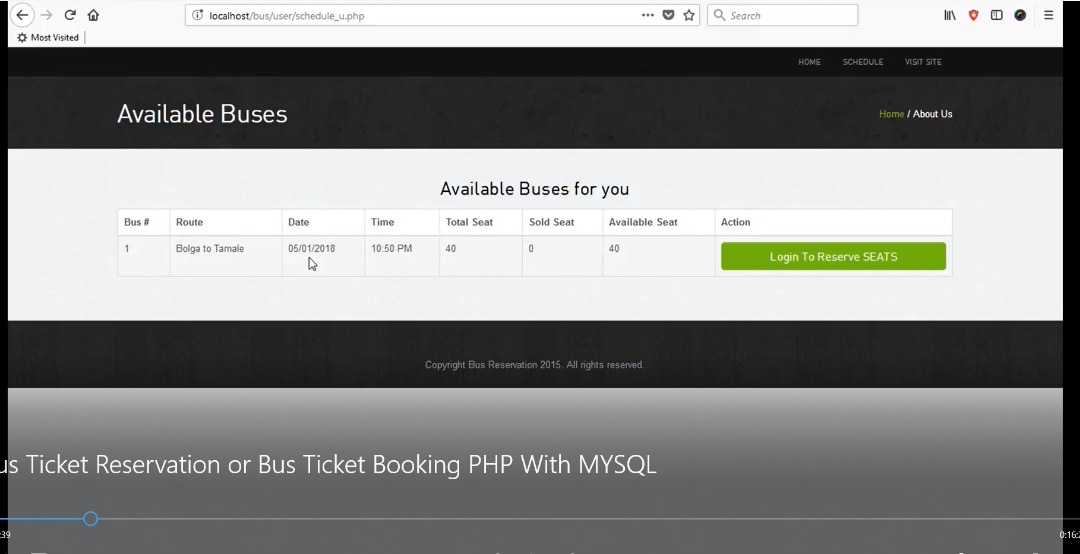 localhost/bus/user/schedule_u.php
Search
Most Visited
HOME SCHEDULE VISIT SITE
Available Buses
Home / About Us
Available Buses for you
Bus # Route Date Time Total Seat Sold Seat Available Seat Action
1 Bolga to Tamale 05/01/2018 10:50 PM 40 0 40 Login To Reserve SEATS
Copyright Bus Reservation 2015. All rights reserved.
us Ticket Reservation or Bus Ticket Booking PHP With MYSQL
:39
0:16: